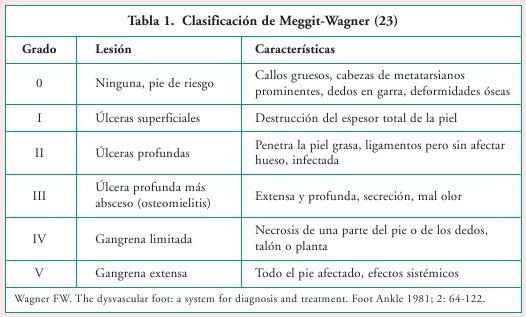 Tabla 1. Clasificación de Meggit-Wagner (23)
Grado Lesión Características
0 Ninguna, pie de riesgo Callos gruesos, cabezas de metatarsianos
prominentes, dedos en garra, deformidades óseas
I Úlceras superficiales Destrucción del espesor total de la piel
II Úlceras profundas Penetra la piel grasa, ligamentos pero sin afectar
hueso, infectada
III Úlcera profunda más
absceso (osteomielitis) Extensa y profunda, secreción, mal olor
IV Gangrena limitada Necrosis de una parte del pie o de los dedos,
talón o planta
V Gangrena extensa Todo el pie afectado, efectos sistémicos
Wagner FW. The dysvascular foot: a system for diagnosis and treatment. Foot Ankle 1981; 2: 64-122.